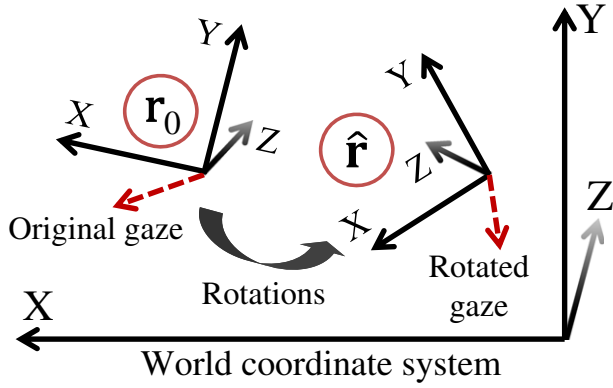 Y
Y
X
r₀
Z
Y
r̂
Z
X
Z
Original gaze
Rotations
Rotated
gaze
X
World coordinate system